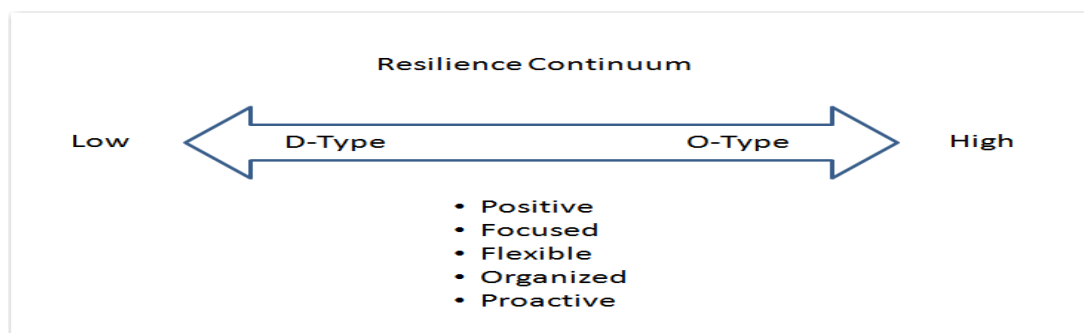 Resilience Continuum
Low D-Type O-Type High
• Positive
• Focused
• Flexible
• Organized
• Proactive